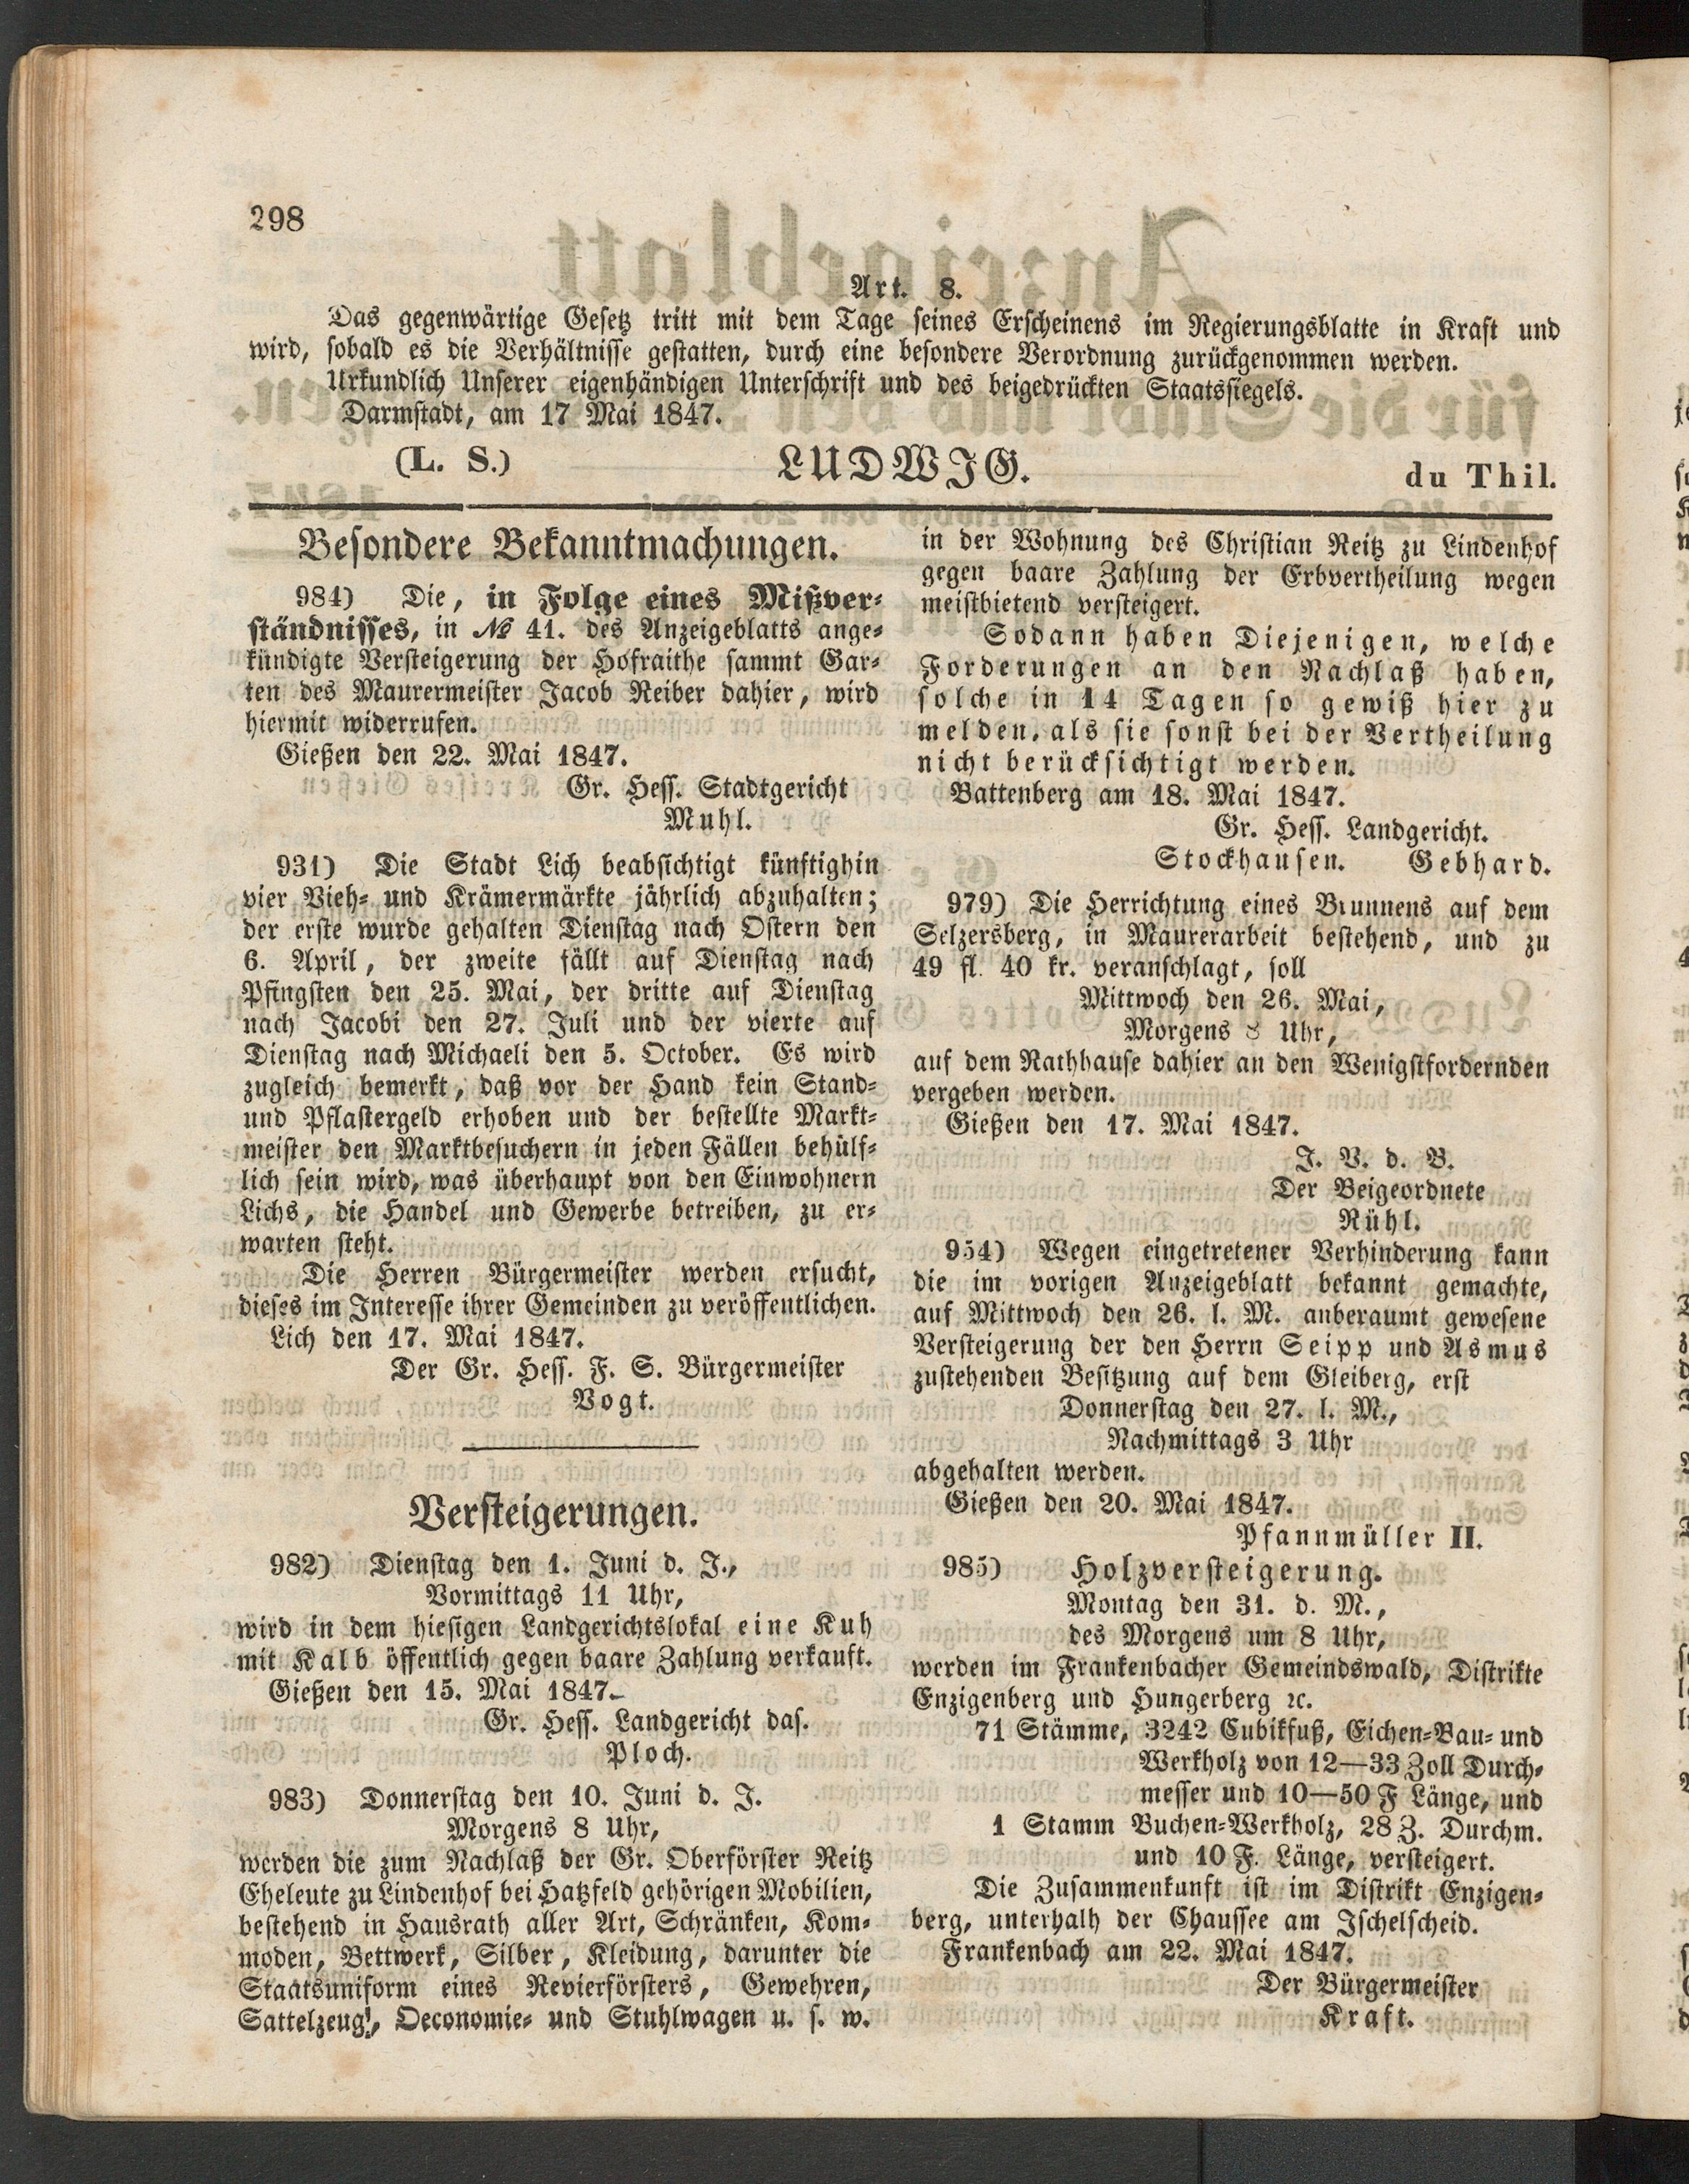 298
Art. 8.
Das gegenwärtige Gesetz tritt mit dem Tage seines Erscheinens im Regierungsblatte in Kraft und
wird, sobald es die Verhältnisse gestatten, durch eine besondere Verordnung zurückgenommen werden.
Urkundlich Unserer eigenhändigen Unterschrift und des beigedrückten Staatssiegels.
Darmstadt, am 17 Mai 1847.
(L. S.) LUDWIG. du Thil.
Besondere Bekanntmachungen.
984) Die, in Folge eines Mißver-
ständnisses, in № 41. des Anzeigeblatts ange-
kündigte Versteigerung der Hofraithe sammt Gar-
ten des Maurermeister Jacob Reiber dahier, wird
hiermit widerrufen.
Gießen den 22. Mai 1847.
Gr. Hess. Stadtgericht
Muhl.
931) Die Stadt Lich beabsichtigt künftighin
vier Vieh- und Krämermärkte jährlich abzuhalten;
der erste wurde gehalten Dienstag nach Ostern den
6. April, der zweite fällt auf Dienstag nach
Pfingsten den 25. Mai, der dritte auf Dienstag
nach Jacobi den 27. Juli und der vierte auf
Dienstag nach Michaeli den 5. October. Es wird
zugleich bemerkt, daß vor der Hand kein Stand-
und Pflastergeld erhoben und der bestellte Markt-
meister den Marktbesuchern in jeden Fällen behülf-
lich sein wird, was überhaupt von den Einwohnern
Lichs, die Handel und Gewerbe betreiben, zu er-
warten steht.
Die Herren Bürgermeister werden ersucht,
dieses im Interesse ihrer Gemeinden zu veröffentlichen.
Lich den 17. Mai 1847.
Der Gr. Hess. F. S. Bürgermeister
Vogt.
Versteigerungen.
982) Dienstag den 1. Juni d. J.,
Vormittags 11 Uhr,
wird in dem hiesigen Landgerichtslokal eine Kuh
mit Kalb öffentlich gegen baare Zahlung verkauft.
Gießen den 15. Mai 1847.
Gr. Hess. Landgericht das.
Ploch.
983) Donnerstag den 10. Juni d. J.
Morgens 8 Uhr,
werden die zum Nachlaß der Gr. Oberförster Reitz
Eheleute zu Lindenhof bei Hatzfeld gehörigen Mobilien,
bestehend in Hausrath aller Art, Schränken, Kom-
moden, Bettwerk, Silber, Kleidung, darunter die
Staatsuniform eines Revierförsters, Gewehren,
Sattelzeug, Oeconomie- und Stuhlwagen u. s. w.
in der Wohnung des Christian Reitz zu Lindenhof
gegen baare Zahlung der Erbvertheilung wegen
meistbietend versteigert.
Sodann haben Diejenigen, welche
Forderungen an den Nachlaß haben,
solche in 14 Tagen so gewiß hier zu
melden, als sie sonst bei der Vertheilung
nicht berücksichtigt werden.
Battenberg am 18. Mai 1847.
Gr. Hess. Landgericht.
Stockhausen. Gebhard.
979) Die Herrichtung eines Brunnens auf dem
Selzersberg, in Maurerarbeit bestehend, und zu
49 fl. 40 kr. veranschlagt, soll
Mittwoch den 26. Mai,
Morgens 8 Uhr,
auf dem Rathhause dahier an den Wenigstfordernden
vergeben werden.
Gießen den 17. Mai 1847.
J. V. d. B.
Der Beigeordnete
Rühl.
954) Wegen eingetretener Verhinderung kann
die im vorigen Anzeigeblatt bekannt gemachte,
auf Mittwoch den 26. l. M. anberaumt gewesene
Versteigerung der den Herrn Seipp und Asmus
zustehenden Besitzung auf dem Gleiberg, erst
Donnerstag den 27. l. M.,
Nachmittags 3 Uhr
abgehalten werden.
Gießen den 20. Mai 1847.
Pfannmüller II.
985) Holzversteigerung.
Montag den 31. d. M.,
des Morgens um 8 Uhr,
werden im Frankenbacher Gemeindswald, Distrikte
Enzigenberg und Hungerberg ꝛc.
71 Stämme, 3242 Cubikfuß, Eichen-Bau- und
Werkholz von 12—33 Zoll Durch-
messer und 10—50 F Länge, und
1 Stamm Buchen-Werkholz, 28 Z. Durchm.
und 10 F. Länge, versteigert.
Die Zusammenkunft ist im Distrikt Enzigen-
berg, unterhalb der Chaussee am Ischelscheid.
Frankenbach am 22. Mai 1847.
Der Bürgermeister
Kraft.